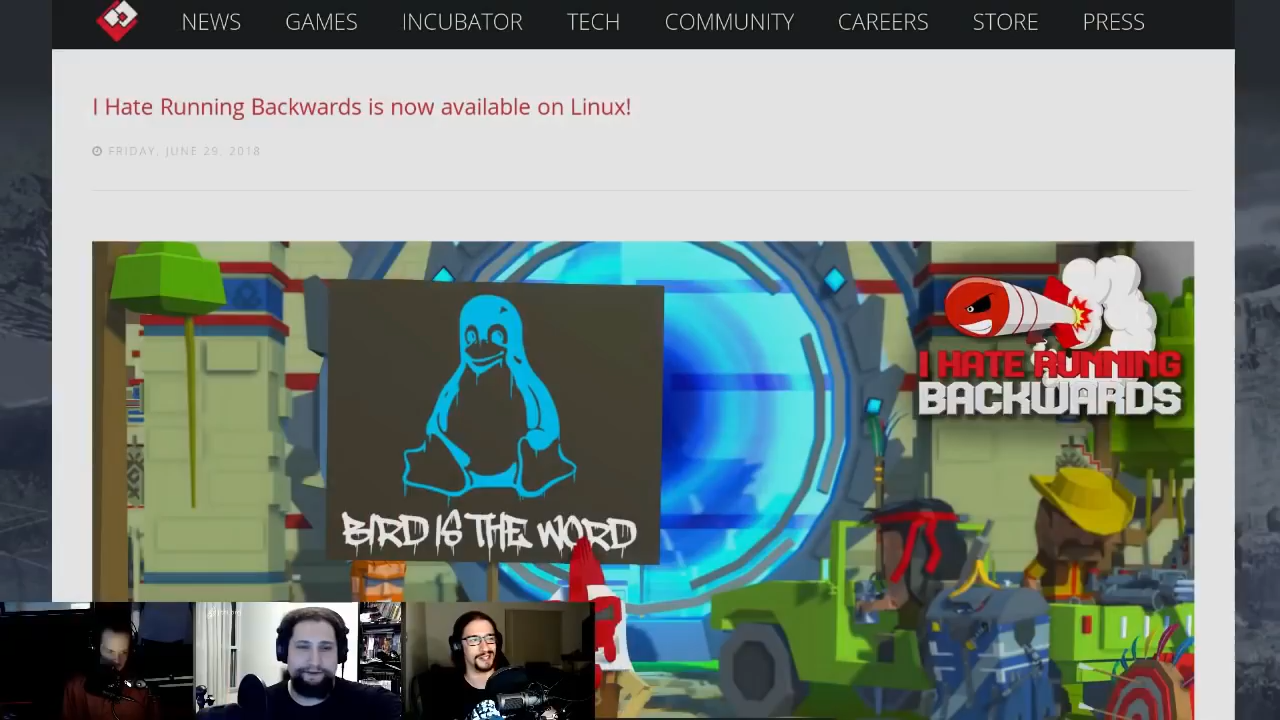 NEWS GAMES INCUBATOR TECH COMMUNITY CAREERS STORE PRESS
I Hate Running Backwards is now available on Linux!
FRIDAY, JUNE 29, 2018
I HATE RUNNING
BACKWARDS
BIRD IS THE WORD